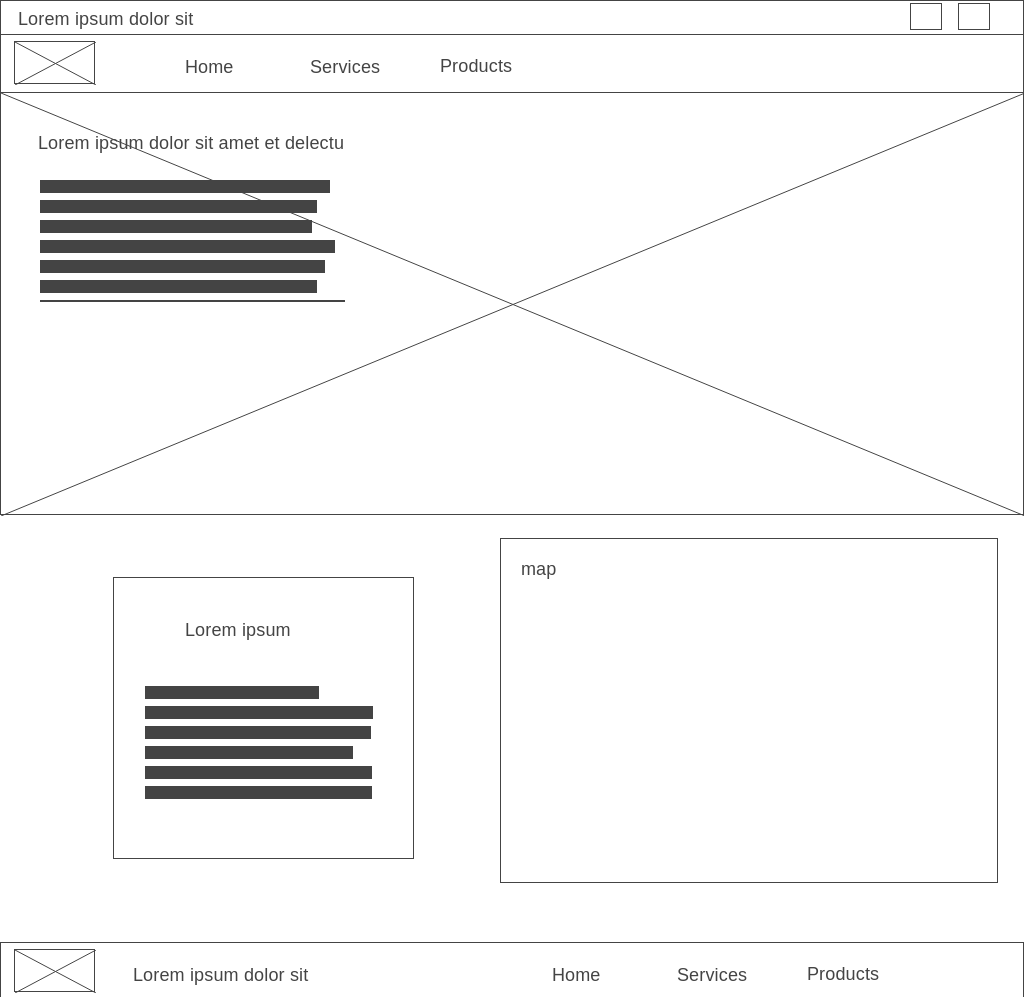 Lorem ipsum dolor sit
Home Services Products
Lorem ipsum dolor sit amet et delectu
map
Lorem ipsum
Lorem ipsum dolor sit Home Services Products